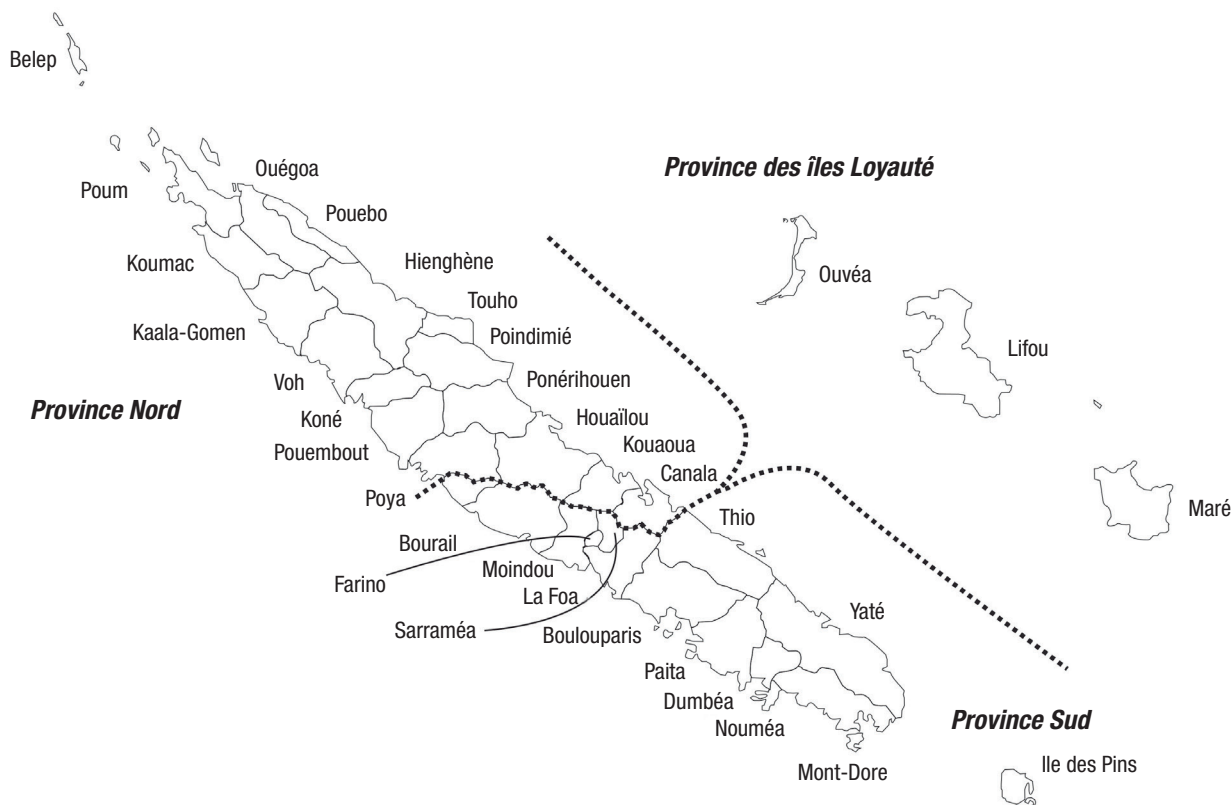 Belep
Ouégoa
Province des îles Loyauté
Poum
Pouebo
Koumac
Hienghène
Ouvéa
Touho
Kaala-Gomen
Poindimié
Lifou
Voh
Ponérihouen
Province Nord
Koné
Houaïlou
Pouembout
Kouaoua
Canala
Poya
Thio
Maré
Bourail
Farino
Moindou
La Foa
Yaté
Sarraméa
Boulouparis
Paita
Dumbéa
Nouméa
Province Sud
Mont-Dore
Ile des Pins